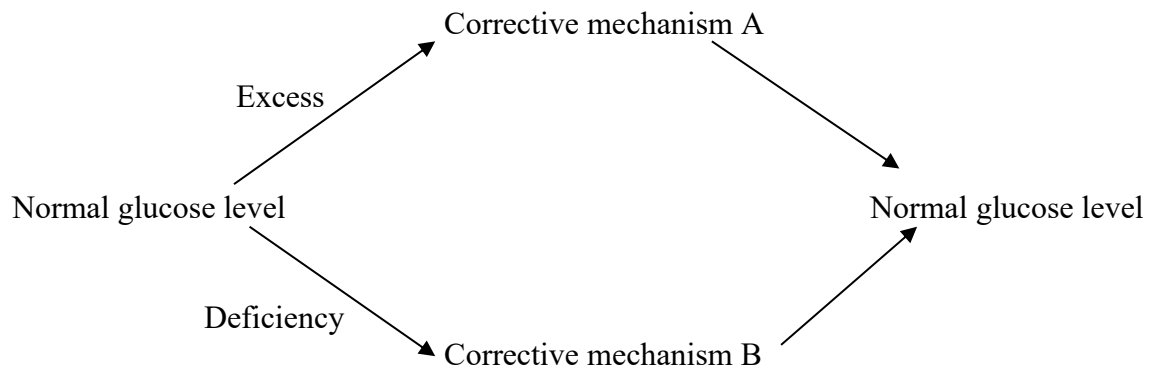 Corrective mechanism A
Excess
Normal glucose level
Normal glucose level
Deficiency
Corrective mechanism B